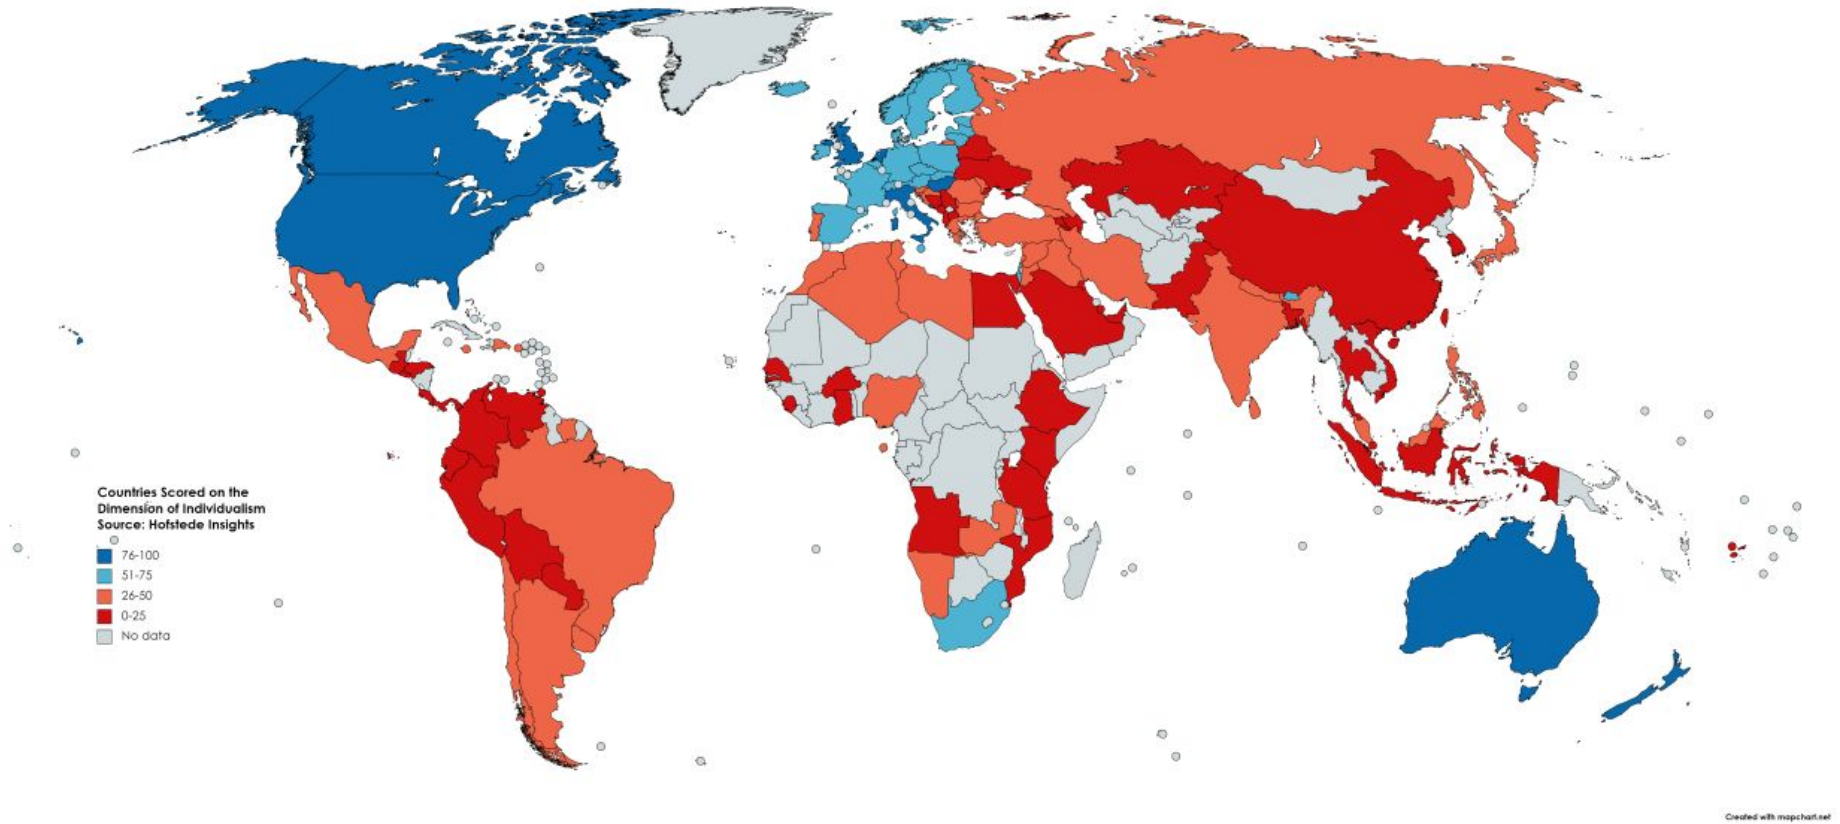 Countries Scored on the
Dimension of Individualism
Source: Hofstede Insights
76-100
51-75
26-50
0-25
No data
Created with mapchart.net